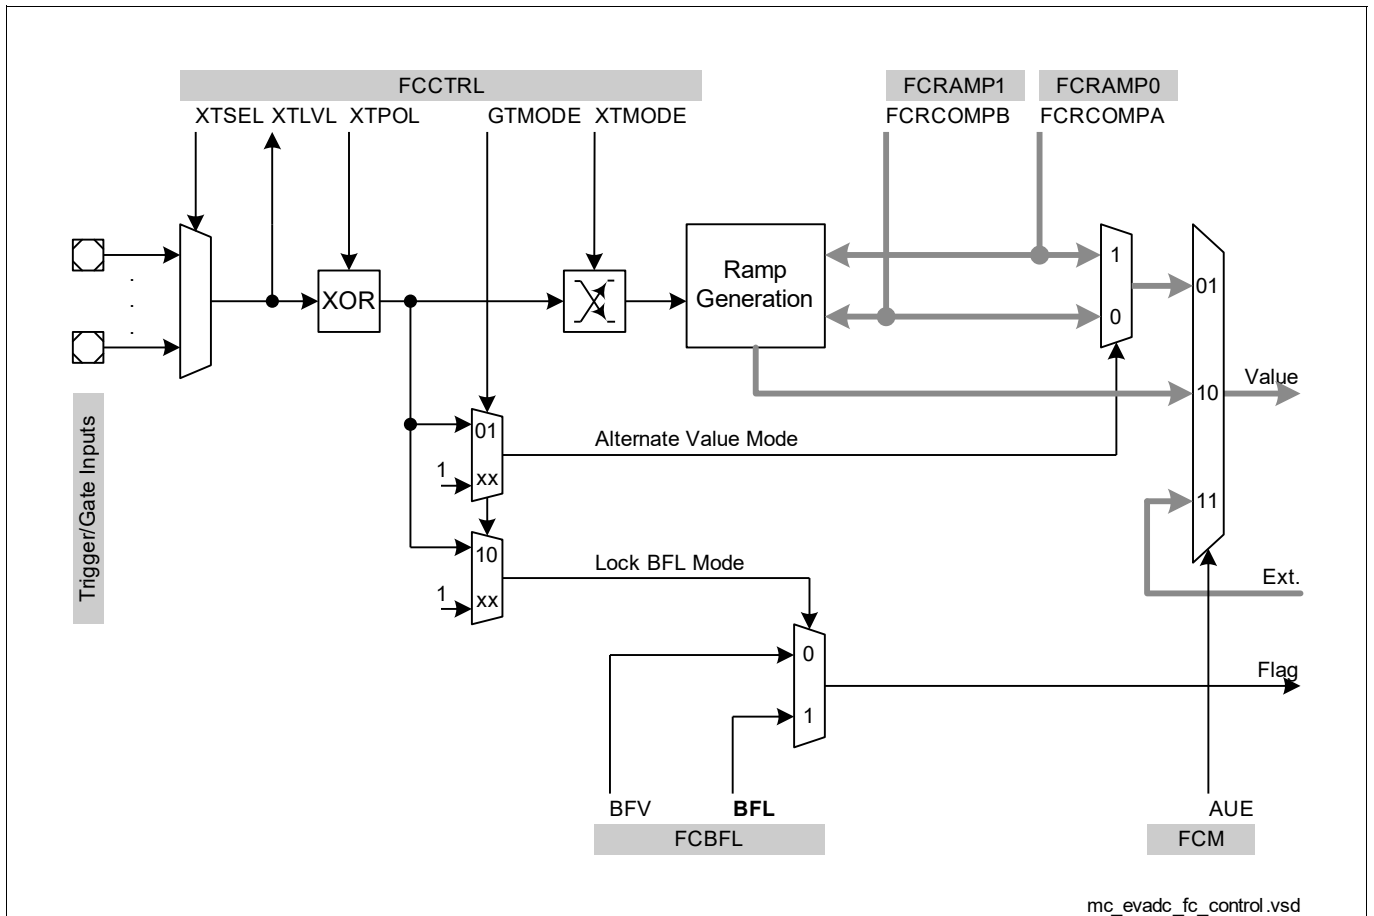 FCCTRL
FCRAMP1
FCRAMP0
XTSEL XTLVL XTPOL
GTMODE XTMODE
FCRCOMPB
FCRCOMPA
XOR
Ramp
Generation
1
0
01
10
11
Value
Ext.
Trigger/Gate Inputs
01
1
xx
Alternate Value Mode
10
1
xx
Lock BFL Mode
0
1
Flag
BFV
BFL
AUE
FCBFL
FCM
mc_evadc_fc_control.vsd